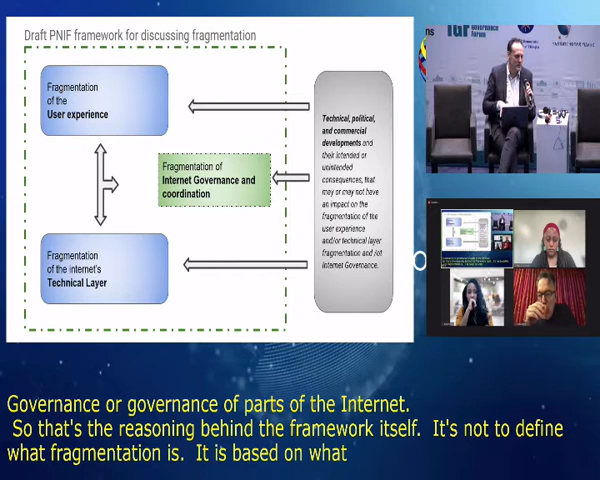 Draft PNIF framework for discussing fragmentation
Fragmentation
of the
User experience
Fragmentation of
Internet Governance and
coordination
Fragmentation
of the internet's
Technical Layer
Technical, political,
and commercial
developments and
their intended or
unintended
consequences, that
may or may not have
an impact on the
fragmentation of the
user experience
and/or technical layer
fragmentation and /ot
Internet Governance.
IGF
Governance
Forum
Governance or governance of parts of the Internet.
So that's the reasoning behind the framework itself.  It's not to define
what fragmentation is.  It is based on what